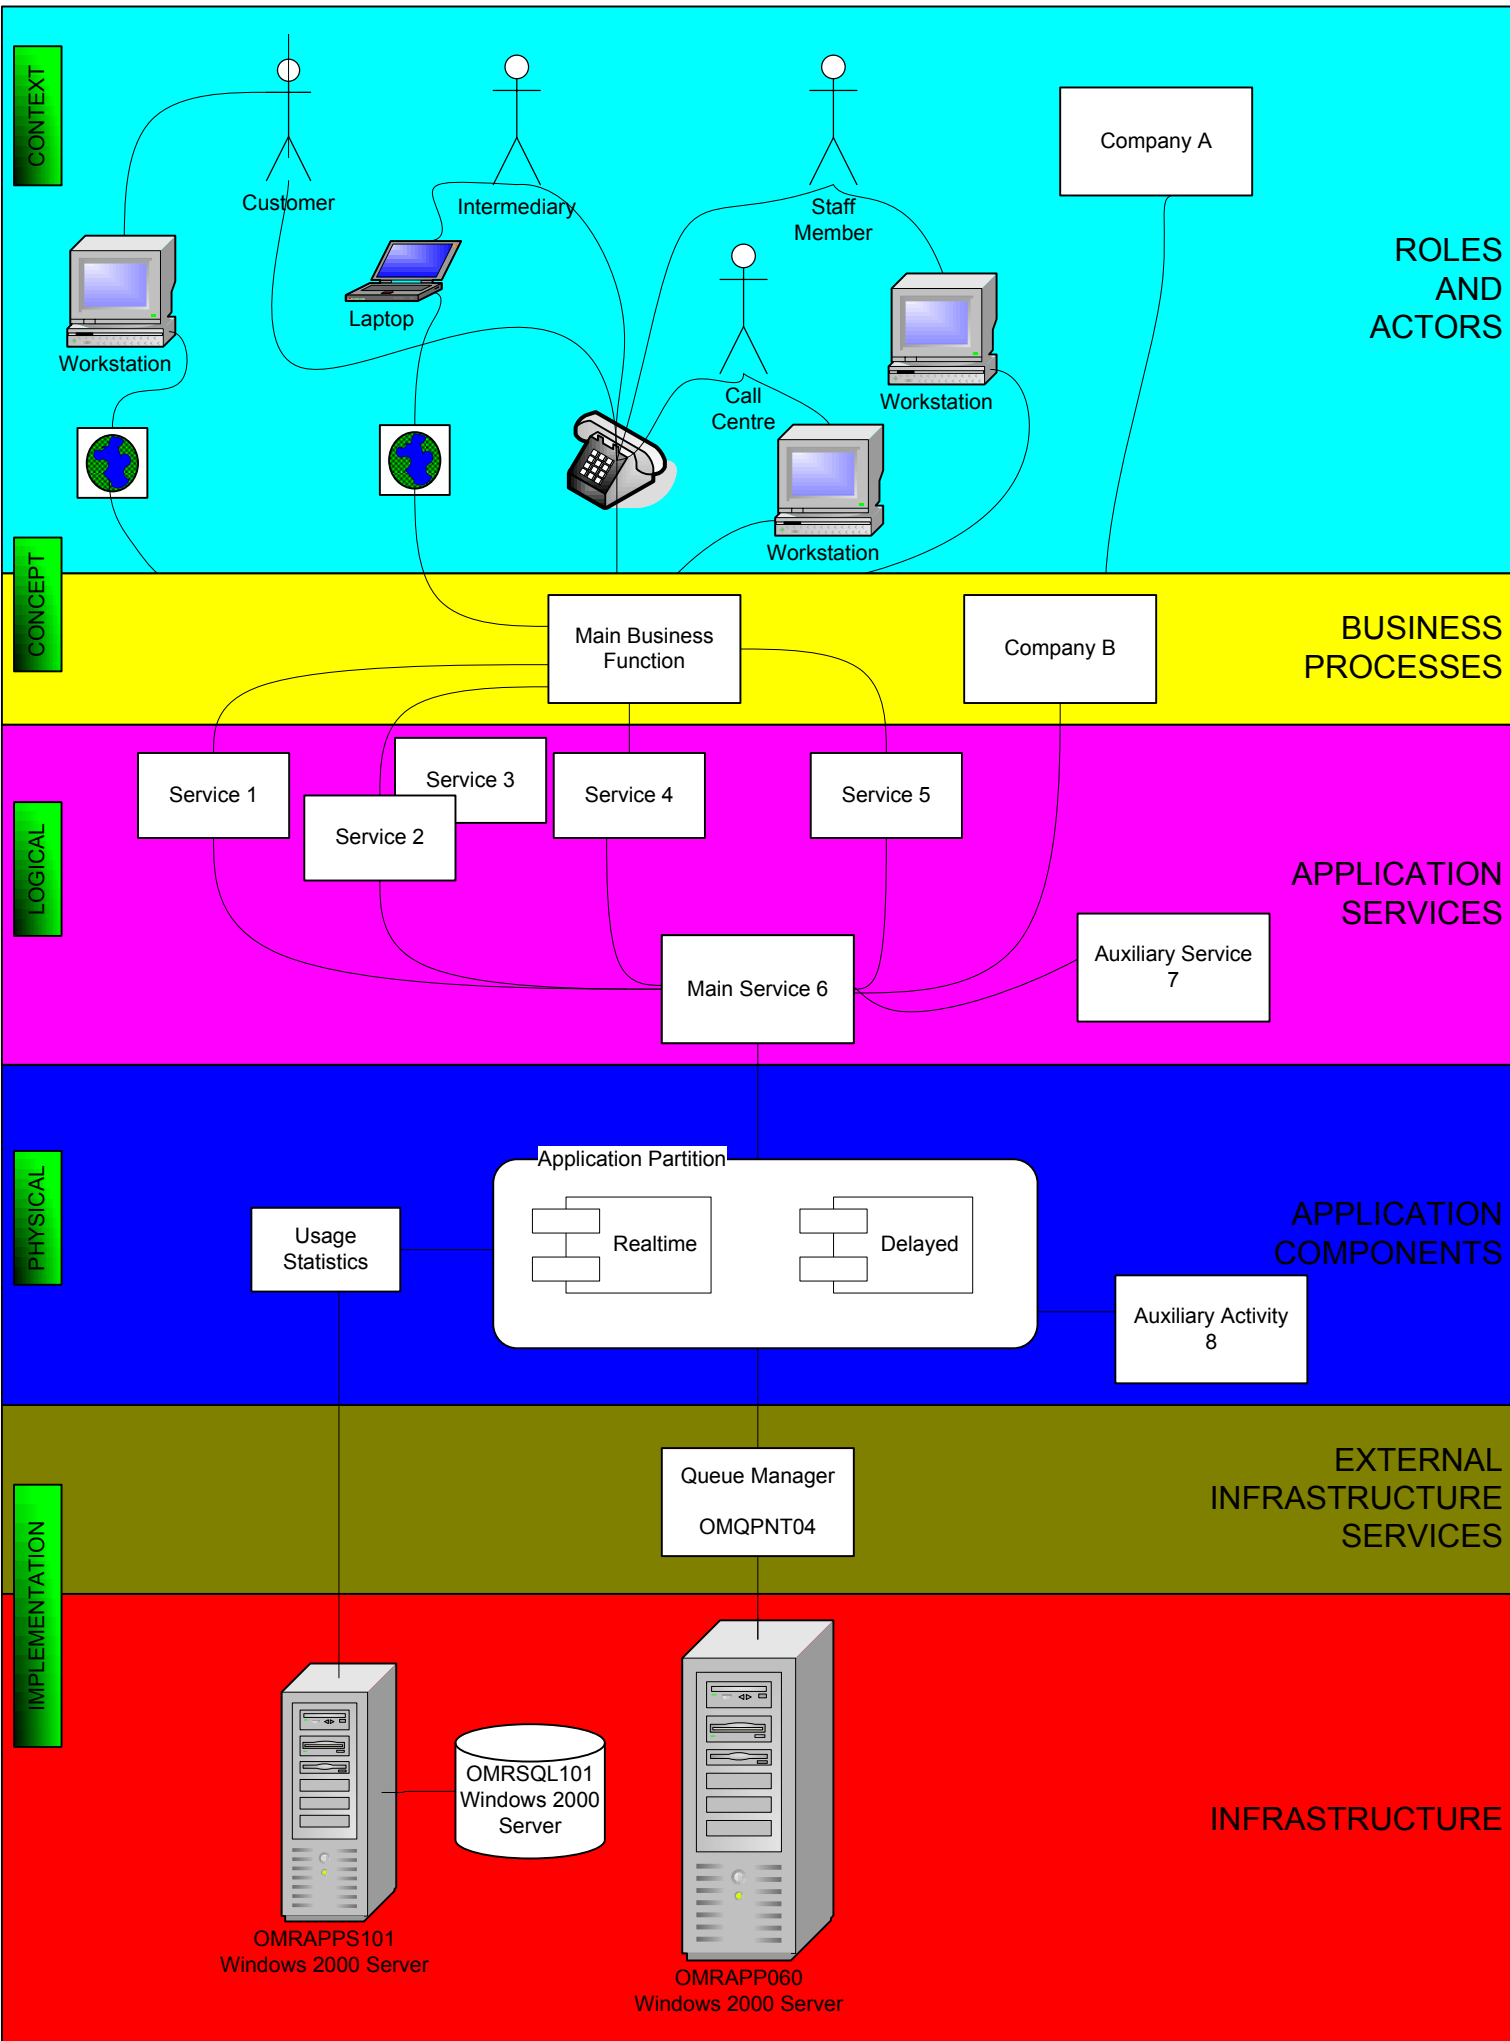 CONTEXT
Customer
Intermediary
Staff
Member
Company A
ROLES
AND
ACTORS
Workstation
Laptop
Call
Centre
Workstation
Workstation
CONCEPT
Main Business
Function
Company B
BUSINESS
PROCESSES
LOGICAL
Service 1
Service 3
Service 2
Service 4
Service 5
APPLICATION
SERVICES
Main Service 6
Auxiliary Service
7
PHYSICAL
Application Partition
Usage
Statistics
Realtime
Delayed
APPLICATION
COMPONENTS
Auxiliary Activity
8
IMPLEMENTATION
Queue Manager
OMQPNT04
EXTERNAL
INFRASTRUCTURE
SERVICES
OMRSQL101
Windows 2000
Server
INFRASTRUCTURE
OMRAPPS101
Windows 2000 Server
OMRAPP060
Windows 2000 Server